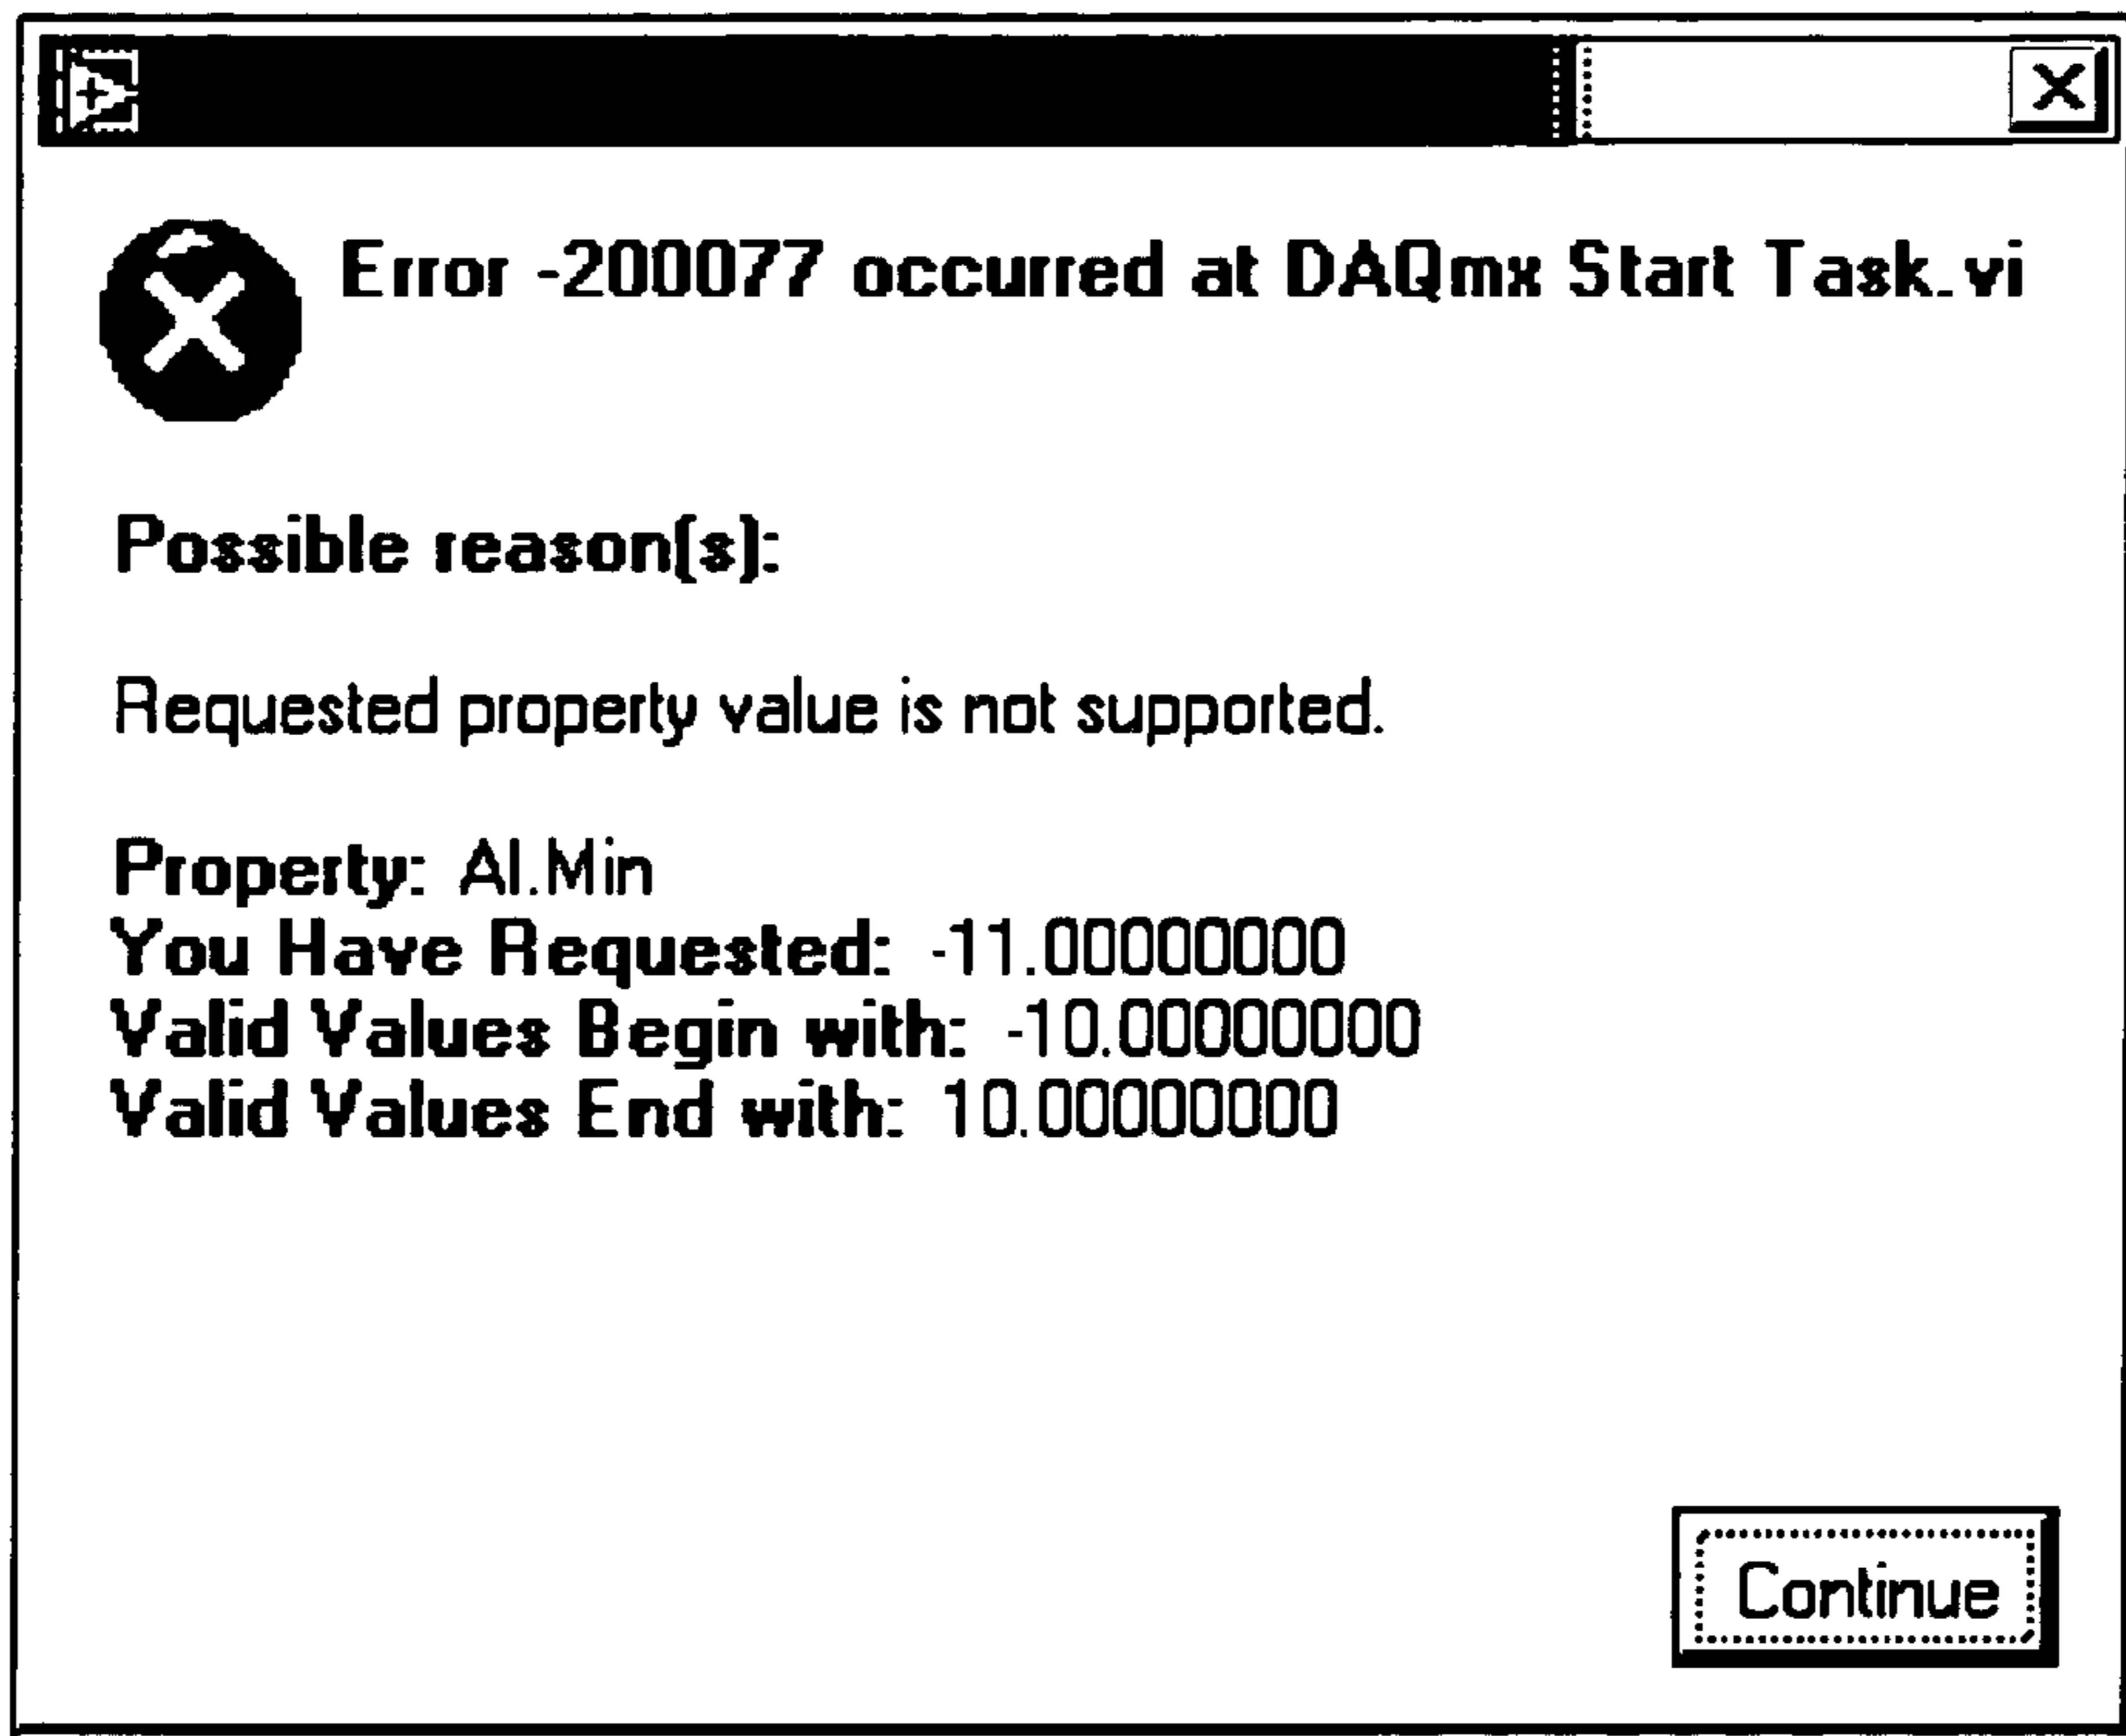 Error -200077 occurred at DAQmx Start Task.vi
Possible reason(s):
Requested property value is not supported.
Property: AI.Min
You Have Requested: -11.00000000
Valid Values Begin with: -10.00000000
Valid Values End with: 10.00000000
Continue